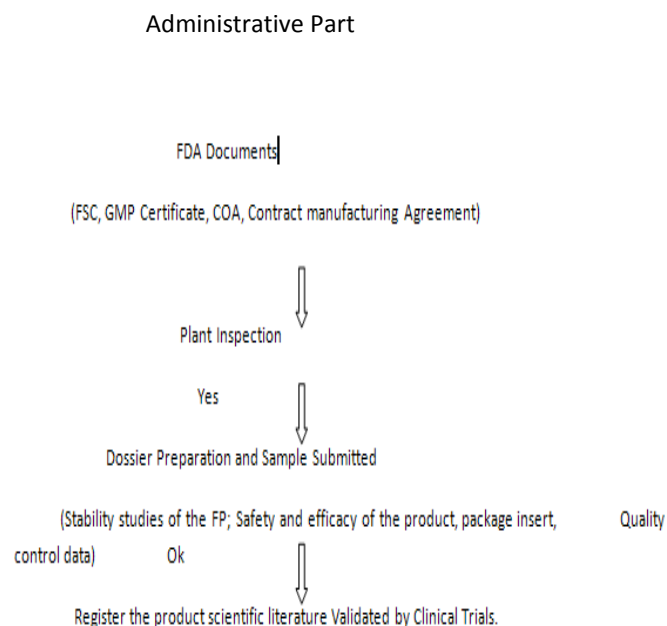 Administrative Part
FDA Documents
(FSC, GMP Certificate, COA, Contract manufacturing Agreement)
Plant Inspection
Yes
Dossier Preparation and Sample Submitted
(Stability studies of the FP; Safety and efficacy of the product, package insert, Quality
control data) Ok
Register the product scientific literature Validated by Clinical Trials.